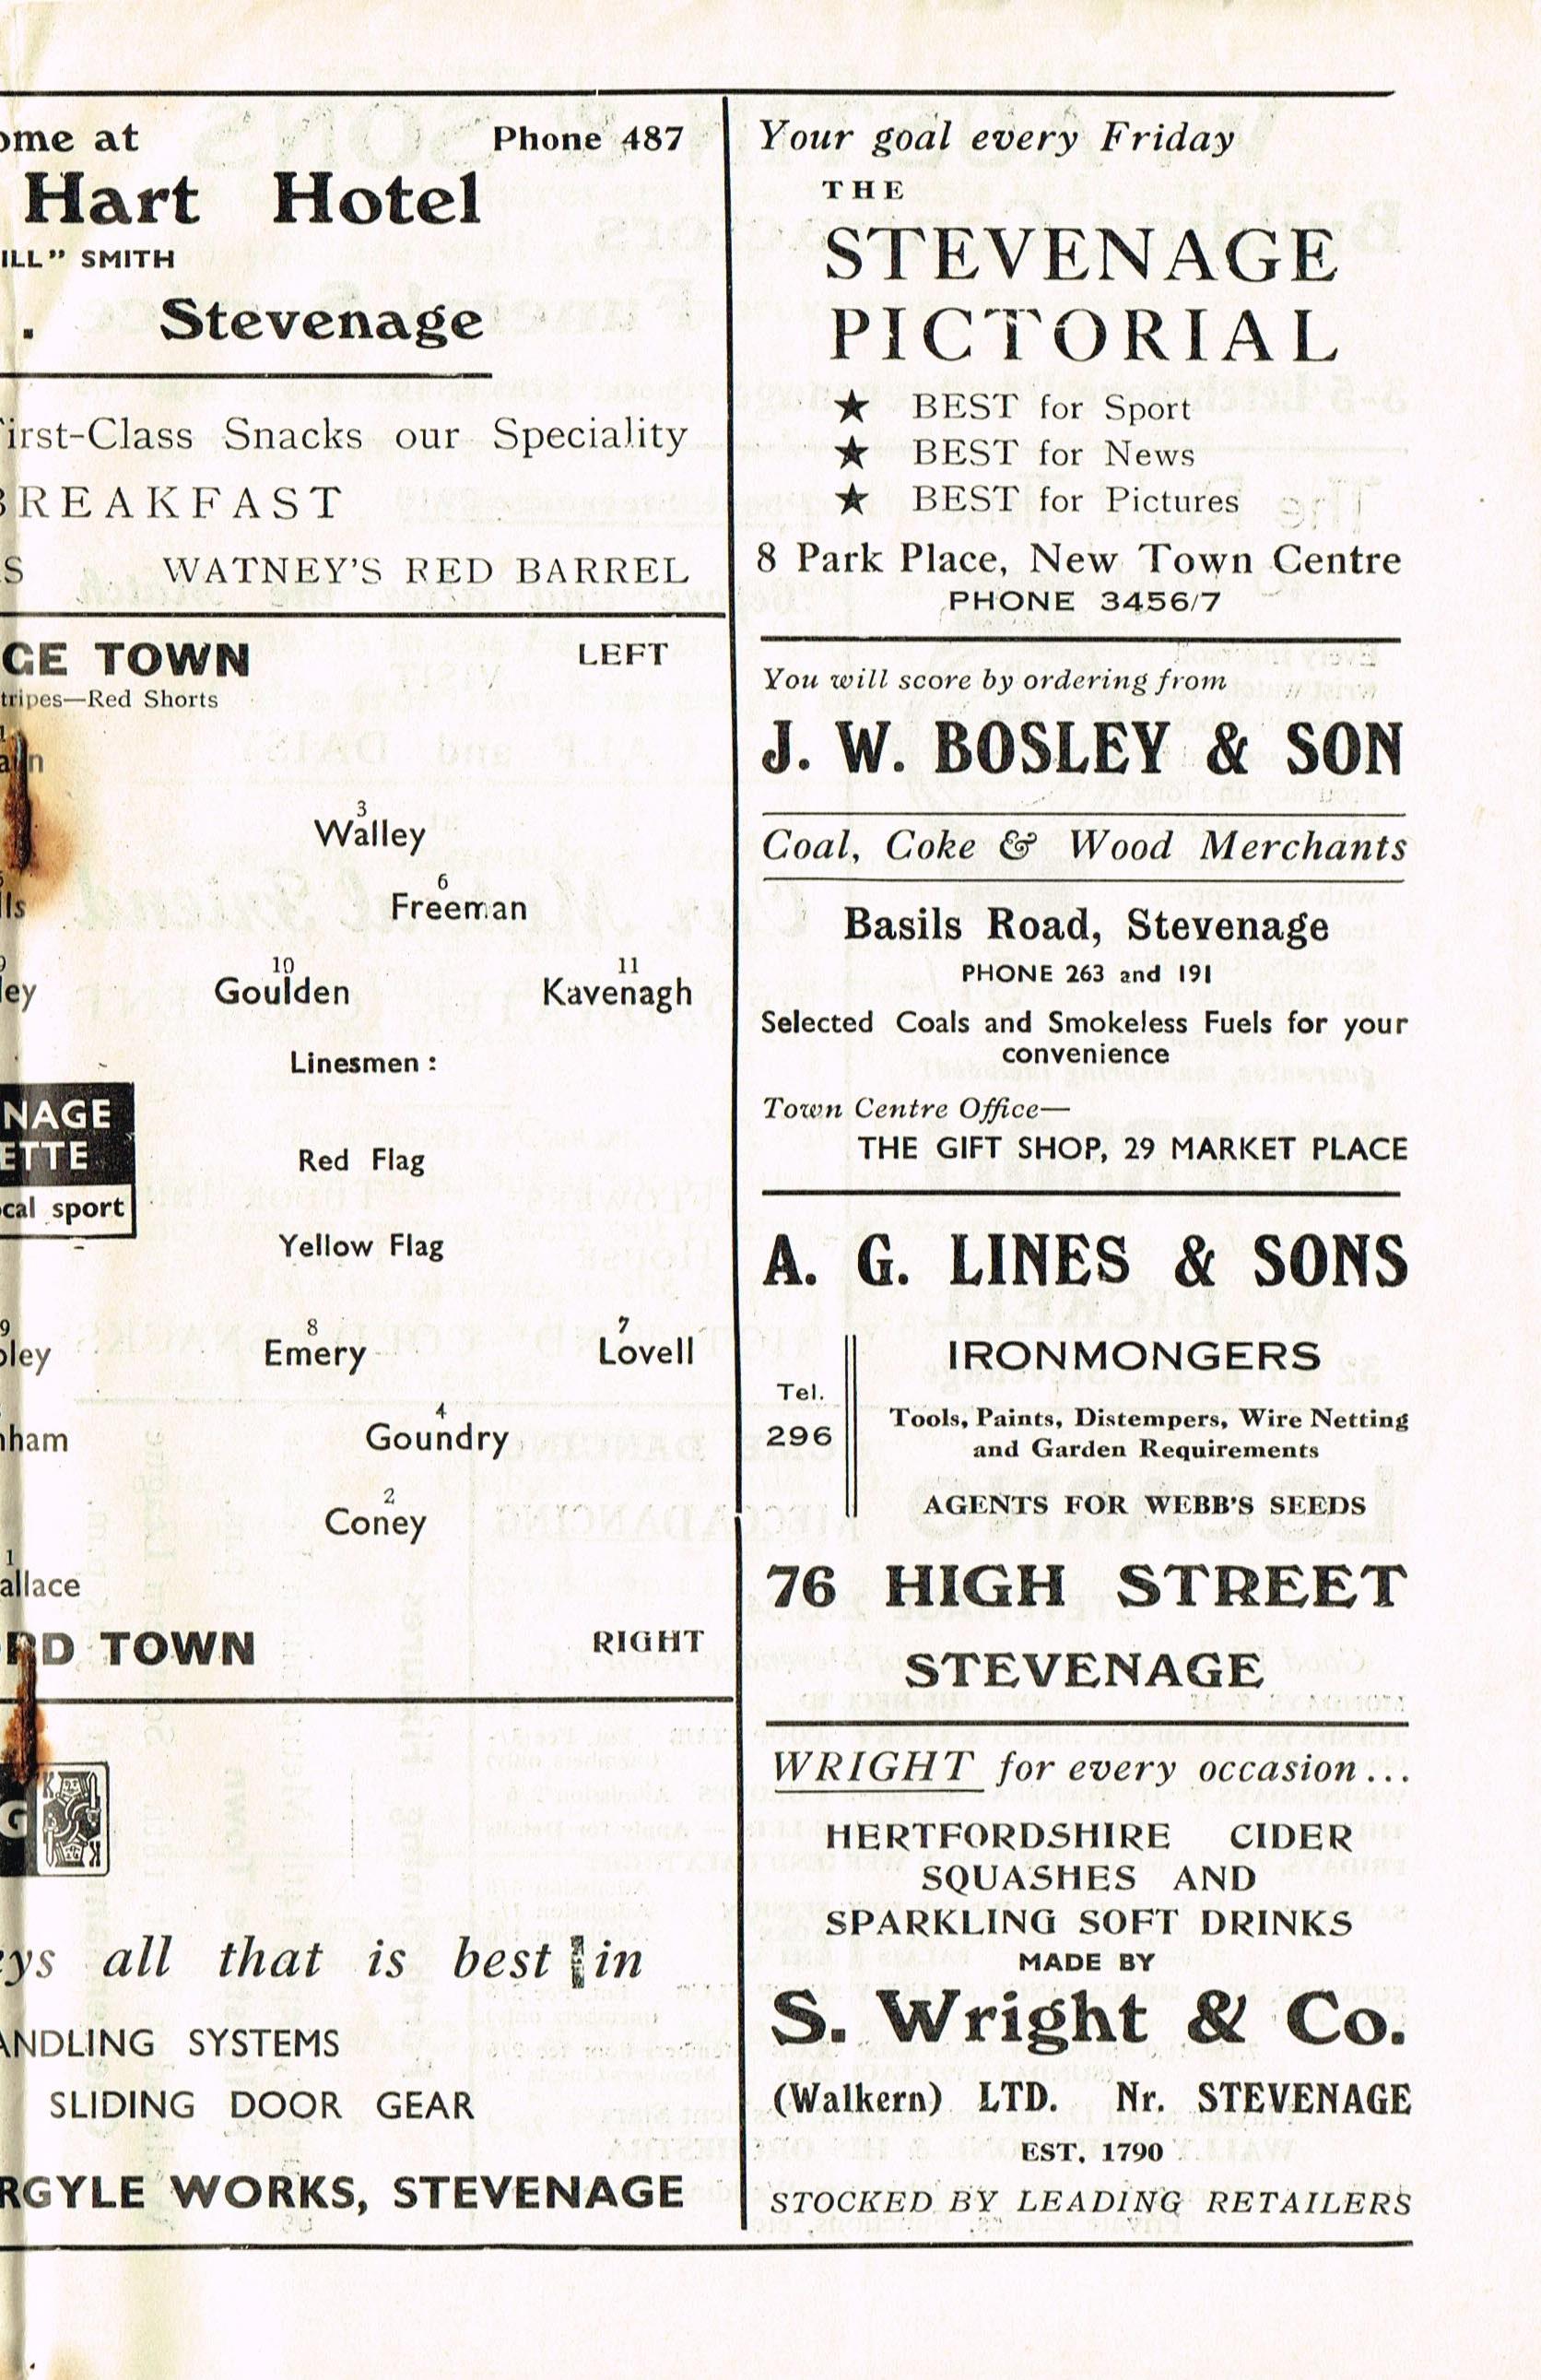 ome at Phone 487
Hart Hotel
ILL" SMITH
. Stevenage
irst-Class Snacks our Speciality
BREAKFAST
S WATNEY'S RED BARREL
GE TOWN LEFT
tripes—Red Shorts
3
Walley
6
lls Freeman
10 11
ley Goulden Kavenagh
Linesmen :
NAGE
ETTE
cal sport
Red Flag
Yellow Flag
9 8 7
ley Emery Lovell
4
ham Goundry
2
Coney
1
allace
RD TOWN RIGHT
G K
ys all that is best in
ANDLING SYSTEMS
SLIDING DOOR GEAR
RGYLE WORKS, STEVENAGE
Your goal every Friday
THE
STEVENAGE
PICTORIAL
★ BEST for Sport
★ BEST for News
★ BEST for Pictures
8 Park Place, New Town Centre
PHONE 3456/7
You will score by ordering from
J. W. BOSLEY & SON
Coal, Coke & Wood Merchants
Basils Road, Stevenage
PHONE 263 and 191
Selected Coals and Smokeless Fuels for your
convenience
Town Centre Office—
THE GIFT SHOP, 29 MARKET PLACE
A. G. LINES & SONS
IRONMONGERS
Tel.
296
Tools, Paints, Distempers, Wire Netting
and Garden Requirements
AGENTS FOR WEBB'S SEEDS
76 HIGH STREET
STEVENAGE
WRIGHT for every occasion...
HERTFORDSHIRE CIDER
SQUASHES AND
SPARKLING SOFT DRINKS
MADE BY
S. Wright & Co.
(Walkern) LTD. Nr. STEVENAGE
EST. 1790
STOCKED BY LEADING RETAILERS